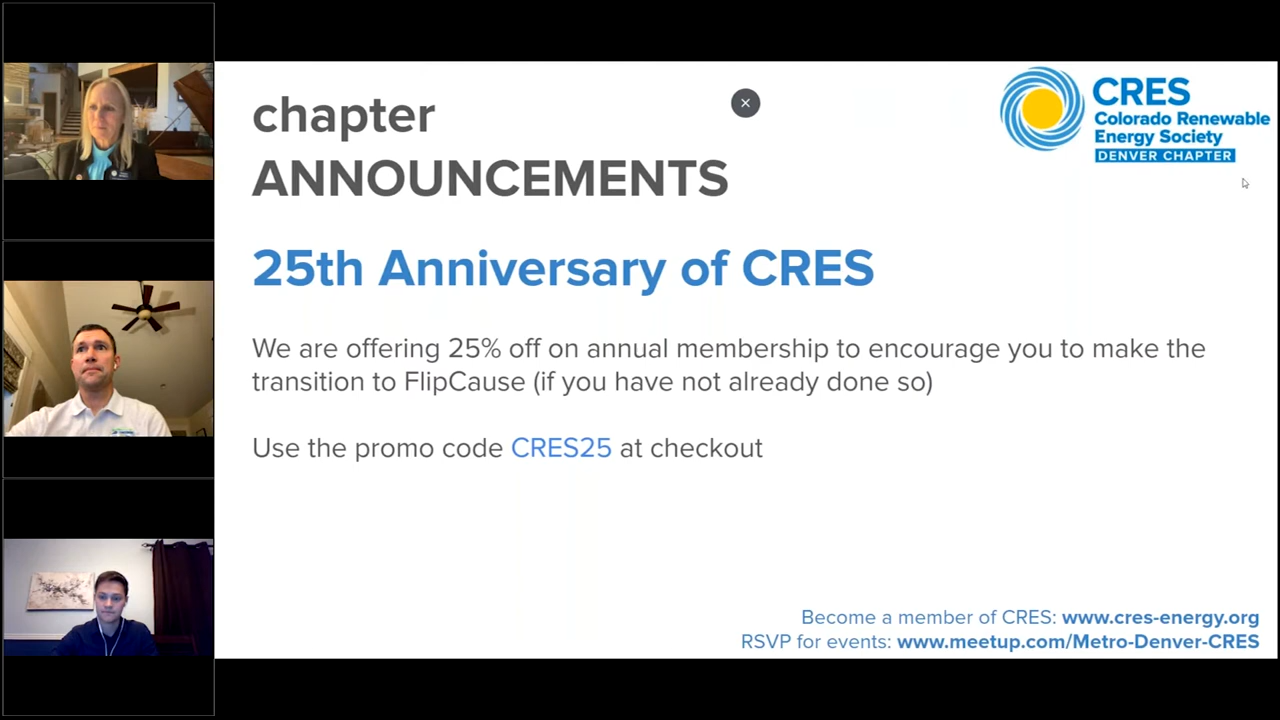 chapter
ANNOUNCEMENTS
CRES
Colorado Renewable
Energy Society
DENVER CHAPTER
25th Anniversary of CRES
We are offering 25% off on annual membership to encourage you to make the
transition to FlipCause (if you have not already done so)
Use the promo code CRES25 at checkout
Become a member of CRES: www.cres-energy.org
RSVP for events: www.meetup.com/Metro-Denver-CRES